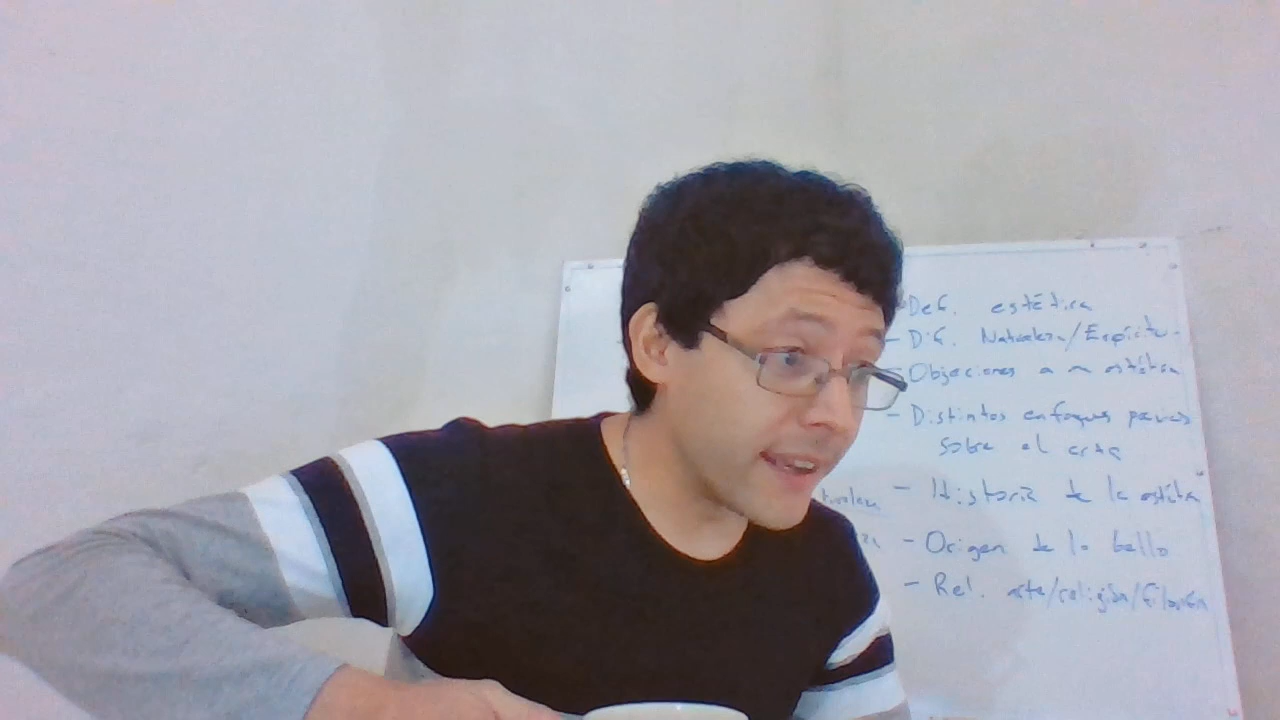 - Def. estética
- Dif. Naturaleza/Espíritu
- Objeciones a la estética
- Distintos enfoques
sobre el arte
- Historia de la estética
- Origen de lo bello
- Rel. arte/religión/filosofía